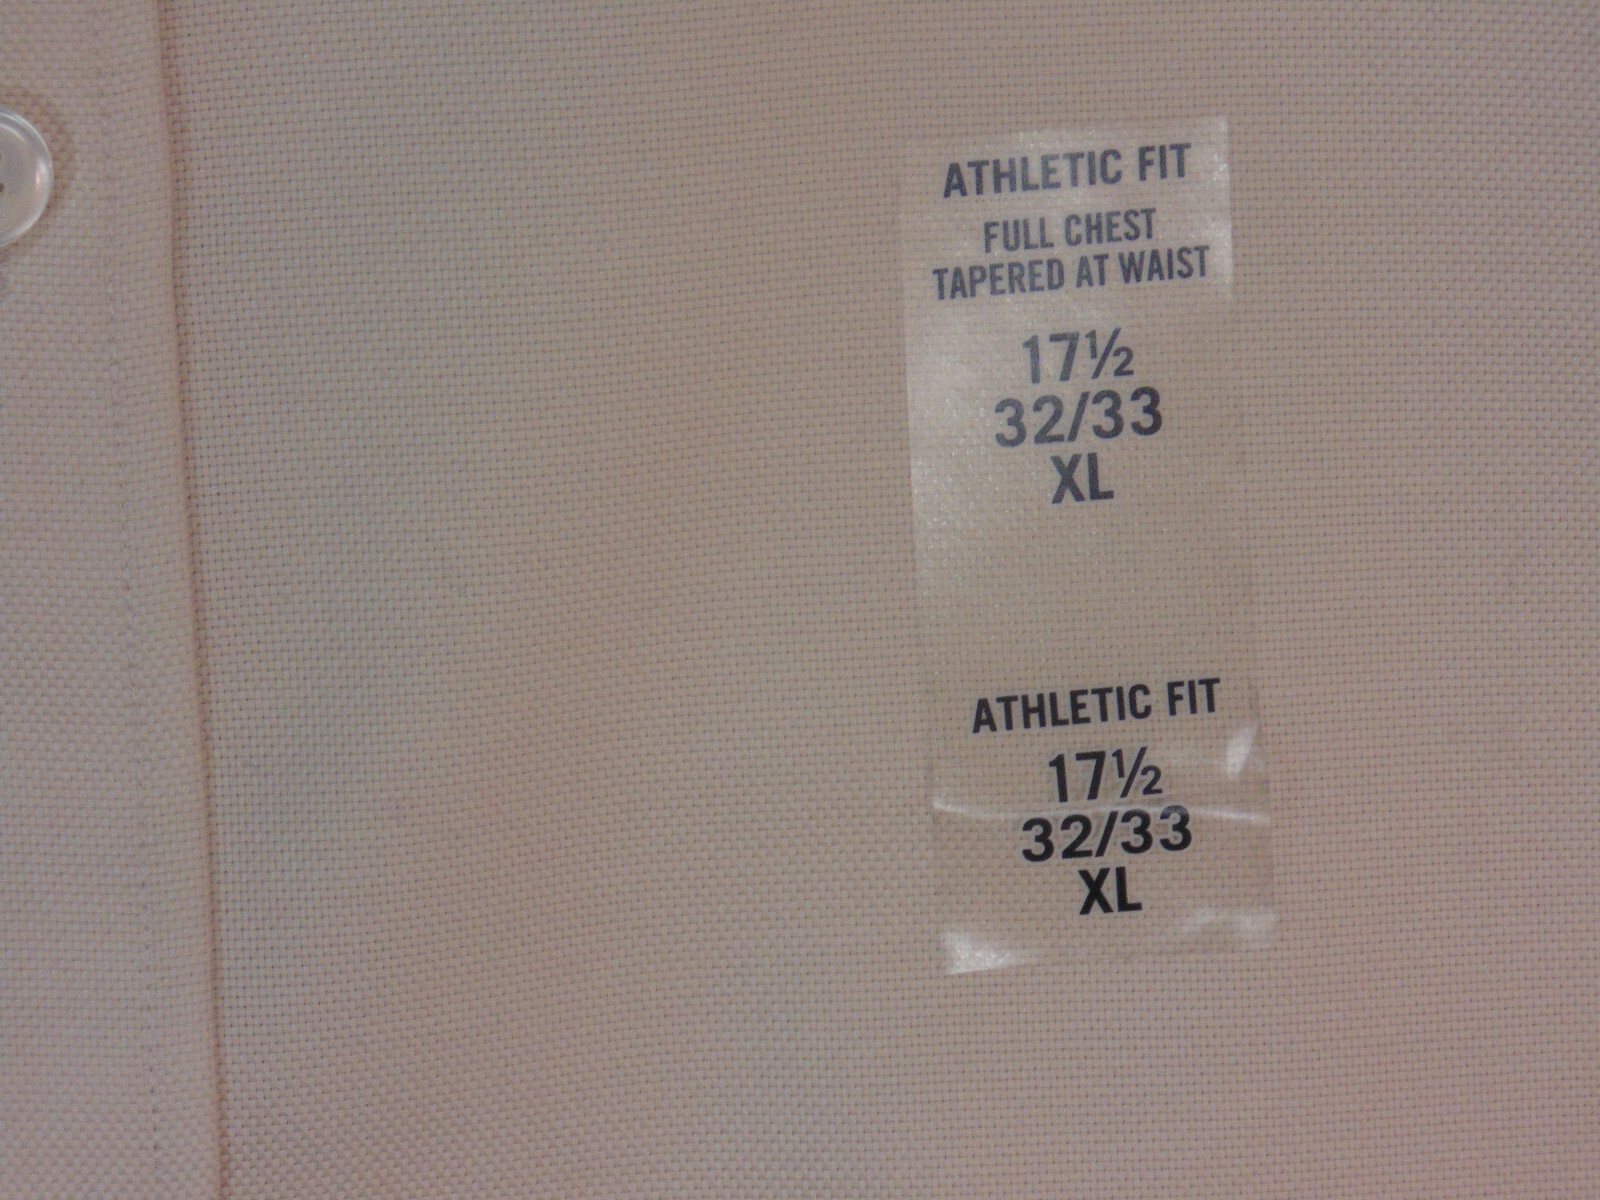 ATHLETIC FIT
FULL CHEST
TAPERED AT WAIST
17½
32/33
XL
ATHLETIC FIT
17½
32/33
XL